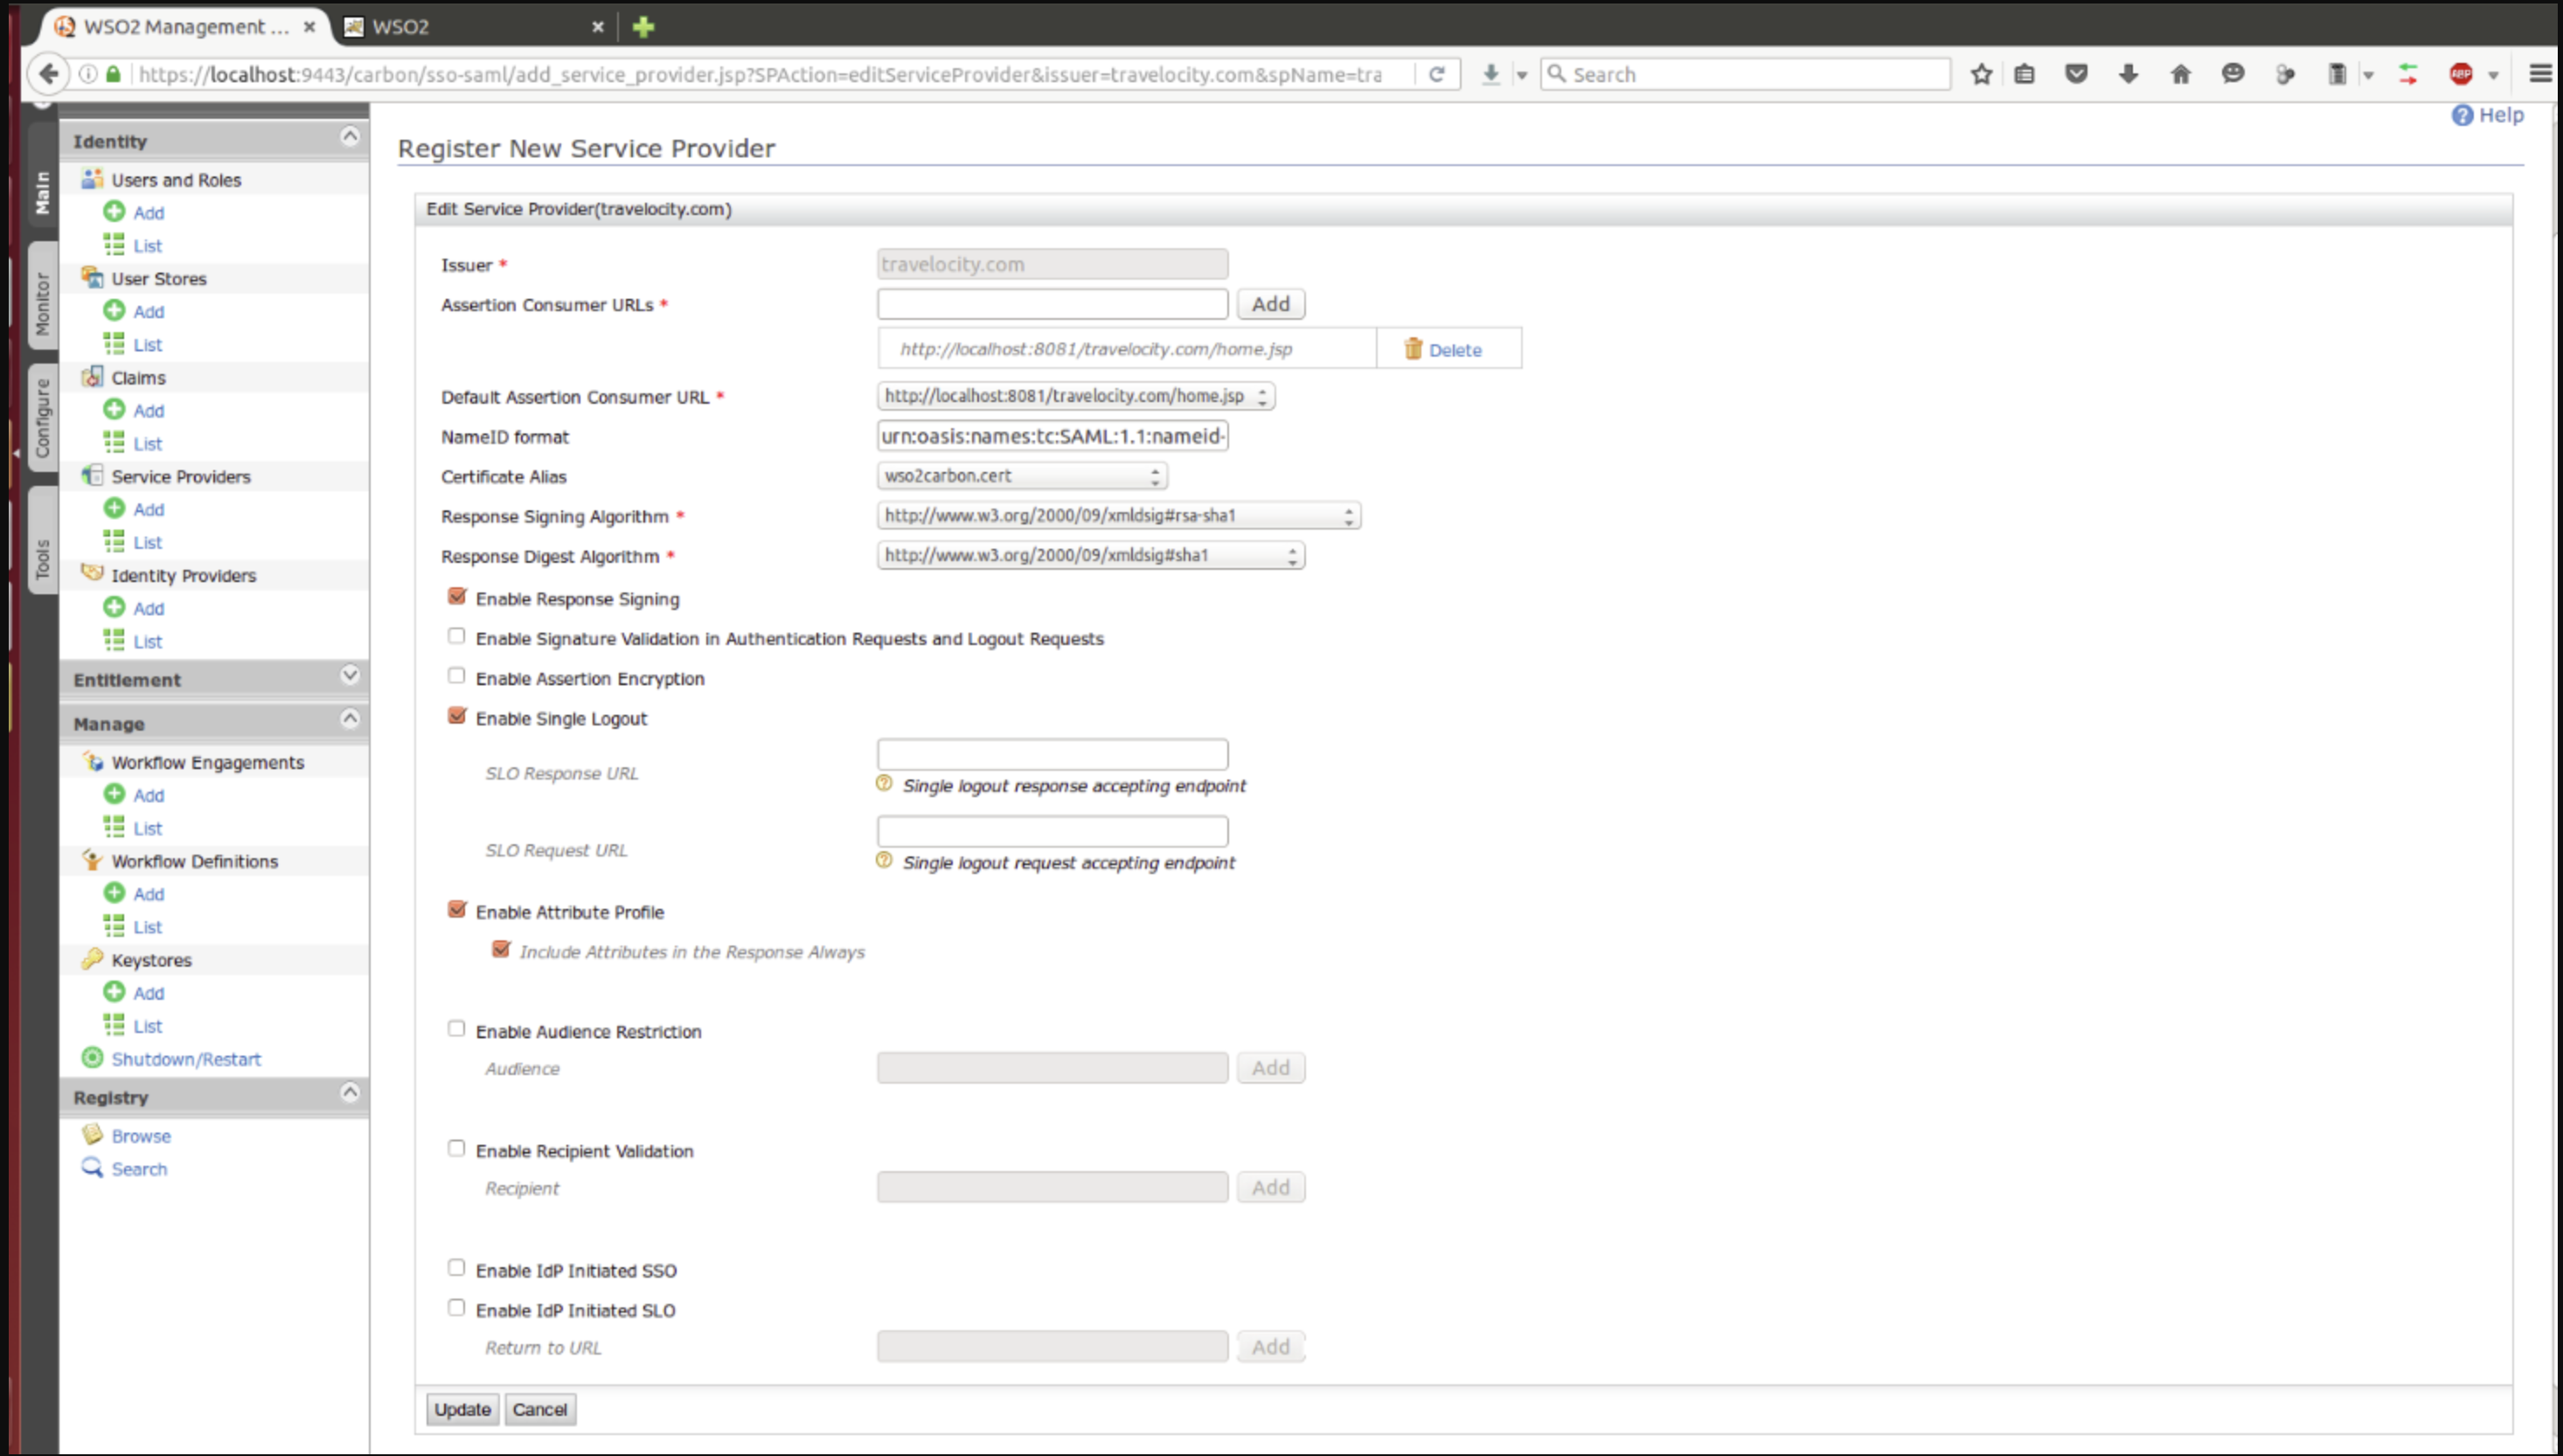 WSO2 Management ...
WSO2
https://localhost:9443/carbon/sso-saml/add_service_provider.jsp?SPAction=editServiceProvider&issuer=travelocity.com&spName=tra
Search
ABP
Help
Main
Monitor
Configure
Tools
Identity
Users and Roles
Add
List
User Stores
Add
List
Claims
Add
List
Service Providers
Add
List
Identity Providers
Add
List
Entitlement
Manage
Workflow Engagements
Add
List
Workflow Definitions
Add
List
Keystores
Add
List
Shutdown/Restart
Registry
Browse
Search
Register New Service Provider
Edit Service Provider(travelocity.com)
Issuer * travelocity.com
Assertion Consumer URLs * Add
http://localhost:8081/travelocity.com/home.jsp Delete
Default Assertion Consumer URL * http://localhost:8081/travelocity.com/home.jsp
NameID format urn:oasis:names:tc:SAML:1.1:nameid-
Certificate Alias wso2carbon.cert
Response Signing Algorithm * http://www.w3.org/2000/09/xmldsig#rsa-sha1
Response Digest Algorithm * http://www.w3.org/2000/09/xmldsig#sha1
Enable Response Signing
Enable Signature Validation in Authentication Requests and Logout Requests
Enable Assertion Encryption
Enable Single Logout
SLO Response URL
Single logout response accepting endpoint
SLO Request URL
Single logout request accepting endpoint
Enable Attribute Profile
Include Attributes in the Response Always
Enable Audience Restriction
Audience Add
Enable Recipient Validation
Recipient Add
Enable IdP Initiated SSO
Enable IdP Initiated SLO
Return to URL Add
Update Cancel